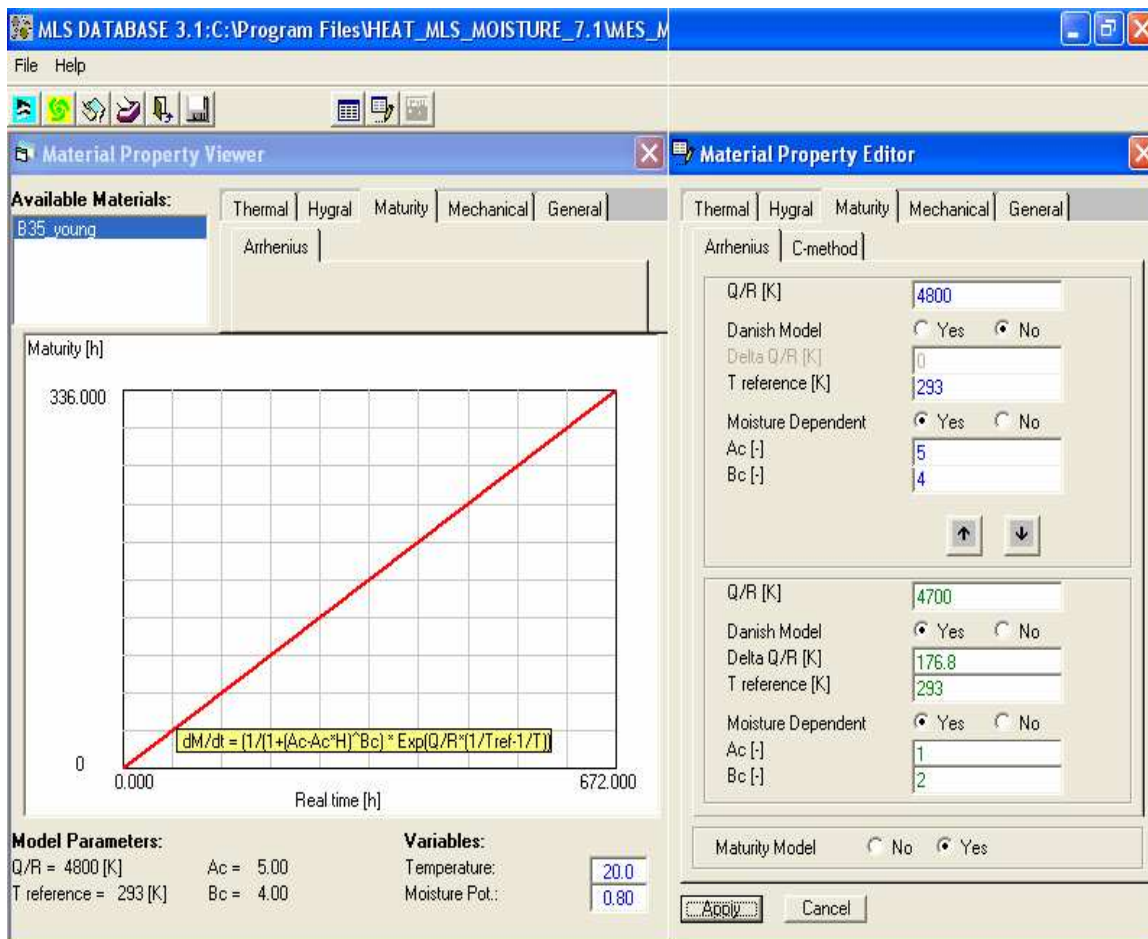 MLS DATABASE 3.1:C:\Program Files\HEAT_MLS_MOISTURE_7.1\MES_M
File Help
Material Property Viewer
Available Materials:
B35_young
Thermal Hygral Maturity Mechanical General
Arrhenius
Maturity [h]
336.000
0
dM/dt = (1/(1+(Ac-Ac*H)^Bc) * Exp(Q/R*(1/Tref-1/T))
0.000 672.000
Real time [h]
Model Parameters: Variables:
Q/R = 4800 [K] Ac = 5.00 Temperature: 20.0
T reference = 293 [K] Bc = 4.00 Moisture Pot.: 0.80
Material Property Editor
Thermal Hygral Maturity Mechanical General
Arrhenius C-method
Q/R [K] 4800
Danish Model Yes No
Delta Q/R [K] 0
T reference [K] 293
Moisture Dependent Yes No
Ac [-] 5
Bc [-] 4
Q/R [K] 4700
Danish Model Yes No
Delta Q/R [K] 176.8
T reference [K] 293
Moisture Dependent Yes No
Ac [-] 1
Bc [-] 2
Maturity Model No Yes
Apply Cancel